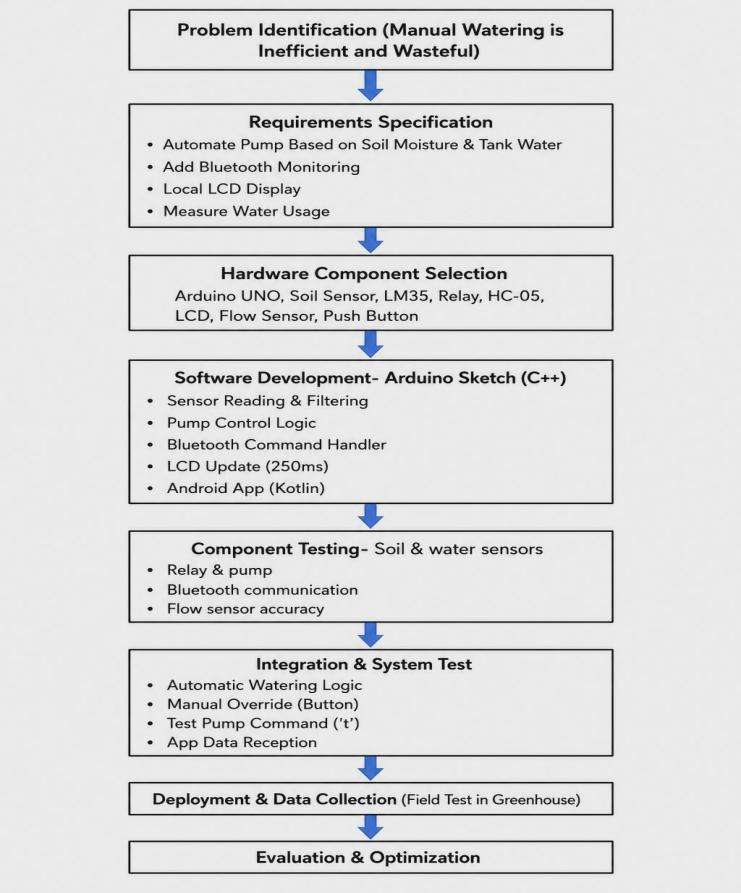 Problem Identification (Manual Watering is
Inefficient and Wasteful)
Requirements Specification
• Automate Pump Based on Soil Moisture & Tank Water
• Add Bluetooth Monitoring
• Local LCD Display
• Measure Water Usage
Hardware Component Selection
Arduino UNO, Soil Sensor, LM35, Relay, HC-05,
LCD, Flow Sensor, Push Button
Software Development- Arduino Sketch (C++)
• Sensor Reading & Filtering
• Pump Control Logic
• Bluetooth Command Handler
• LCD Update (250ms)
• Android App (Kotlin)
Component Testing- Soil & water sensors
• Relay & pump
• Bluetooth communication
• Flow sensor accuracy
Integration & System Test
• Automatic Watering Logic
• Manual Override (Button)
• Test Pump Command (‘t’)
• App Data Reception
Deployment & Data Collection (Field Test in Greenhouse)
Evaluation & Optimization